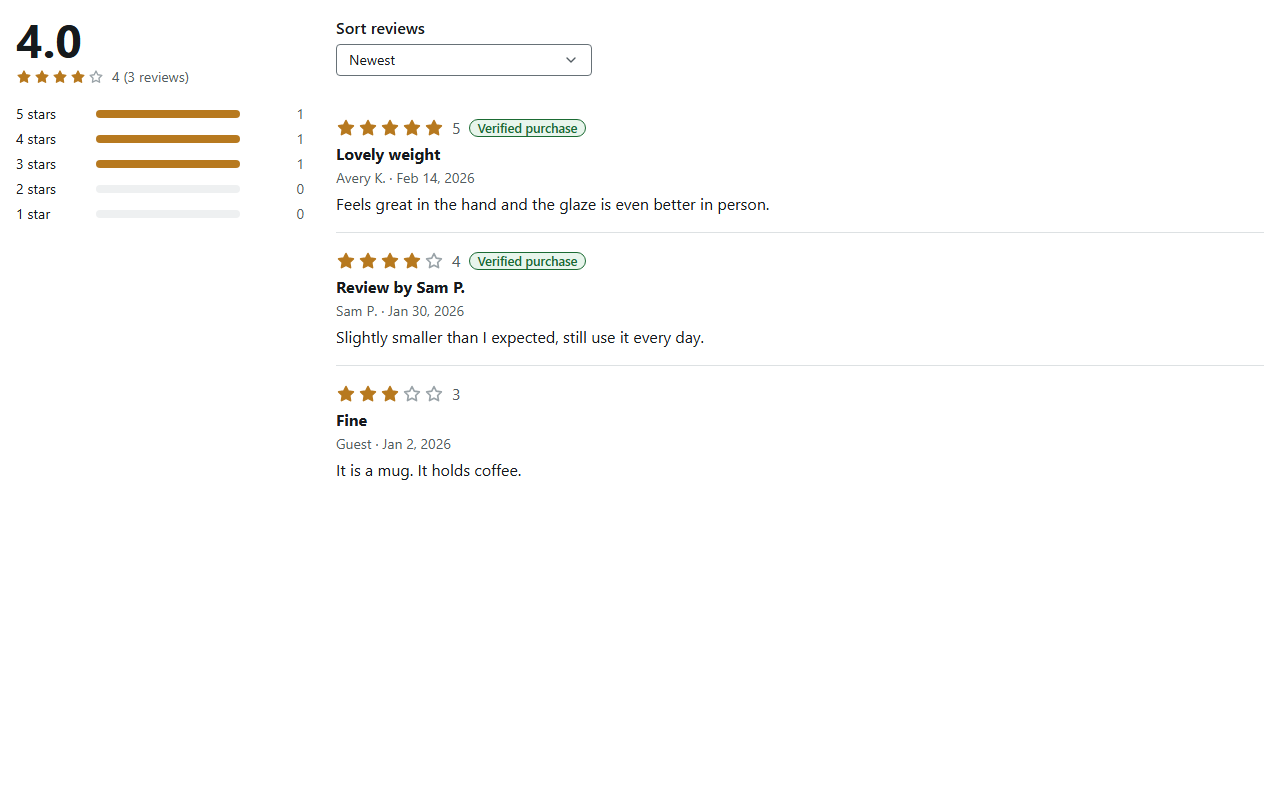 4.0
4 (3 reviews)
5 stars 1
4 stars 1
3 stars 1
2 stars 0
1 star 0
Sort reviews
Newest
5 Verified purchase
Lovely weight
Avery K. · Feb 14, 2026
Feels great in the hand and the glaze is even better in person.
4 Verified purchase
Review by Sam P.
Sam P. · Jan 30, 2026
Slightly smaller than I expected, still use it every day.
3
Fine
Guest · Jan 2, 2026
It is a mug. It holds coffee.